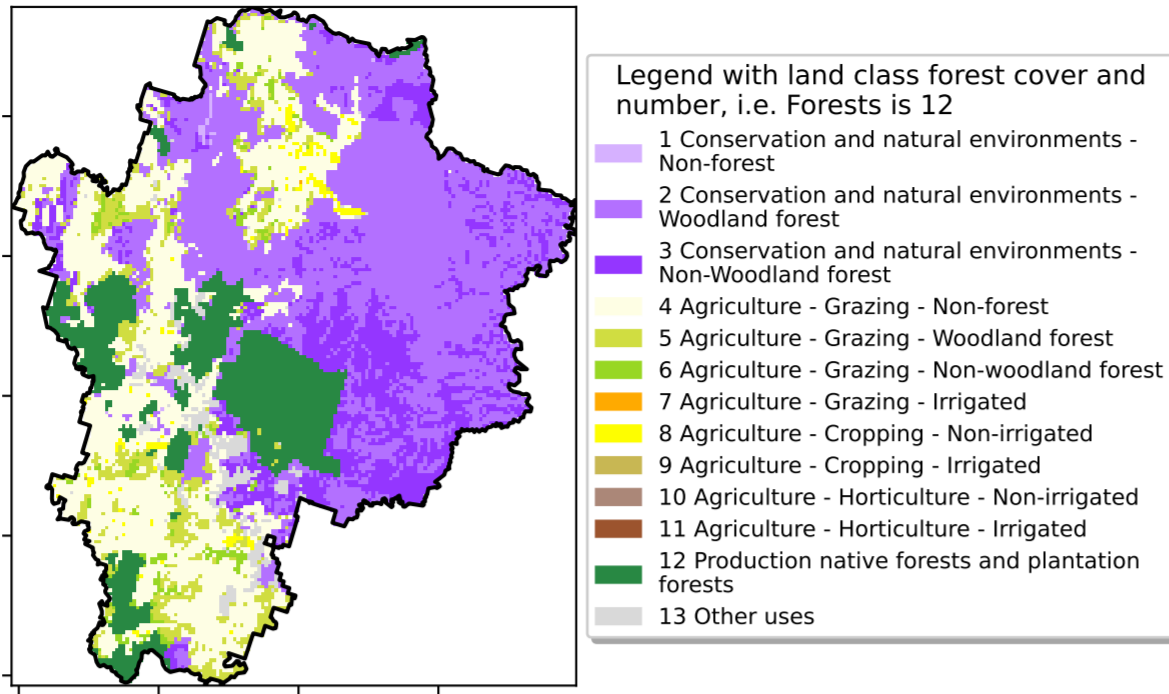 Legend with land class forest cover and
number, i.e. Forests is 12
1 Conservation and natural environments -
Non-forest
2 Conservation and natural environments -
Woodland forest
3 Conservation and natural environments -
Non-Woodland forest
4 Agriculture - Grazing - Non-forest
5 Agriculture - Grazing - Woodland forest
6 Agriculture - Grazing - Non-woodland forest
7 Agriculture - Grazing - Irrigated
8 Agriculture - Cropping - Non-irrigated
9 Agriculture - Cropping - Irrigated
10 Agriculture - Horticulture - Non-irrigated
11 Agriculture - Horticulture - Irrigated
12 Production native forests and plantation
forests
13 Other uses